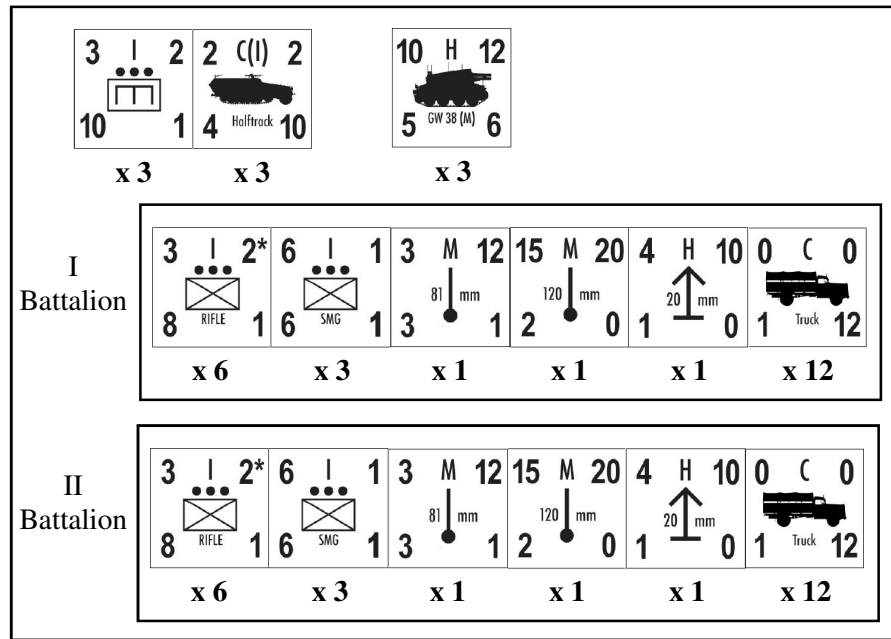 3 I 2 2 C(I) 2 10 H 12
10 1 4 Halftrack 10 5 GW 38 (M) 6
x 3 x 3 x 3
I
Battalion
3 I 2* 6 I 1 3 M 12 15 M 20 4 H 10 0 C 0
81 mm 120 mm 20 mm
RIFLE SMG Truck
8 1 6 1 3 1 2 0 1 0 1 12
x 6 x 3 x 1 x 1 x 1 x 12
II
Battalion
3 I 2* 6 I 1 3 M 12 15 M 20 4 H 10 0 C 0
81 mm 120 mm 20 mm
RIFLE SMG Truck
8 1 6 1 3 1 2 0 1 0 1 12
x 6 x 3 x 1 x 1 x 1 x 12